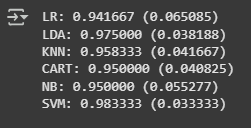 LR: 0.941667 (0.065085)
LDA: 0.975000 (0.038188)
KNN: 0.958333 (0.041667)
CART: 0.950000 (0.040825)
NB: 0.950000 (0.055277)
SVM: 0.983333 (0.033333)